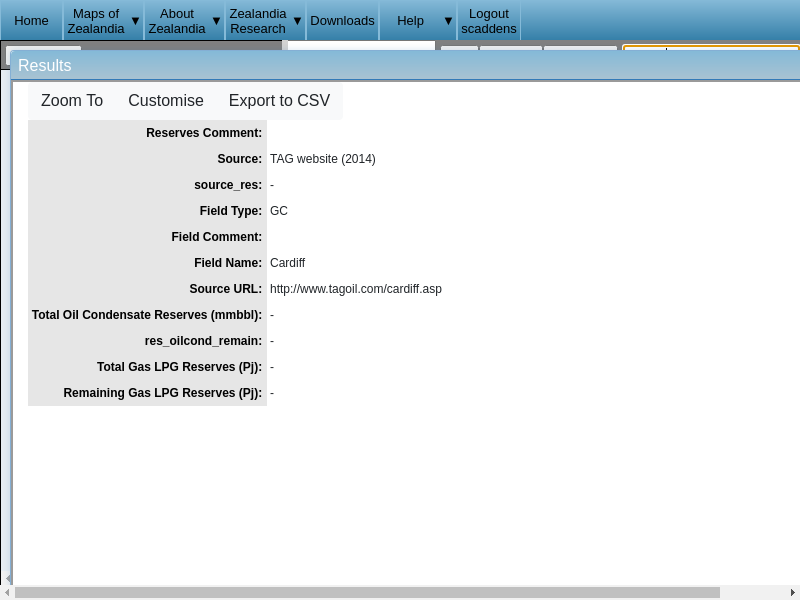 Home
Maps of Zealandia ▼
About Zealandia ▼
Zealandia Research ▼
Downloads
Help ▼
Logout scaddens
Results
Zoom To Customise Export to CSV
Reserves Comment:
Source: TAG website (2014)
source_res: -
Field Type: GC
Field Comment:
Field Name: Cardiff
Source URL: http://www.tagoil.com/cardiff.asp
Total Oil Condensate Reserves (mmbbl): -
res_oilcond_remain: -
Total Gas LPG Reserves (Pj): -
Remaining Gas LPG Reserves (Pj): -